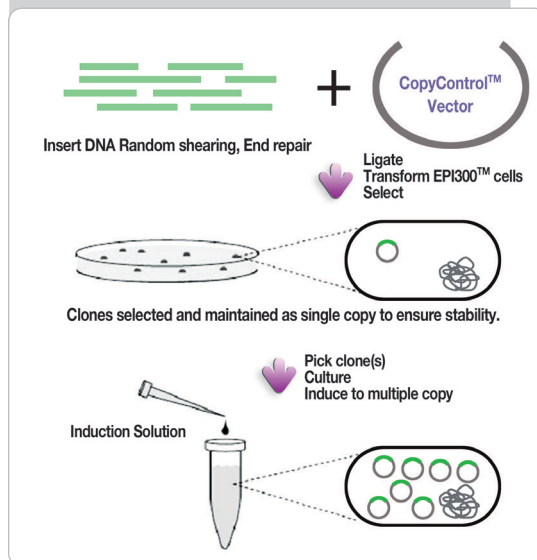 CopyControl™
Vector
Insert DNA Random shearing, End repair
Ligate
Transform EPI300™ cells
Select
Clones selected and maintained as single copy to ensure stability.
Pick clone(s)
Culture
Induce to multiple copy
Induction Solution